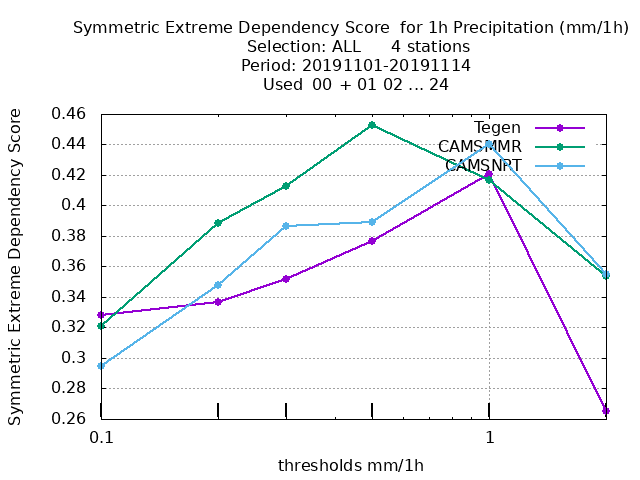 Symmetric Extreme Dependency Score  for 1h Precipitation (mm/1h)
Selection: ALL      4 stations
Period: 20191101-20191114
Used  00 + 01 02 ... 24
Symmetric Extreme Dependency Score
0.46
0.44
0.42
0.4
0.38
0.36
0.34
0.32
0.3
0.28
0.26
Tegen
CAMSNMR
CAMSNRT
0.1
1
thresholds mm/1h